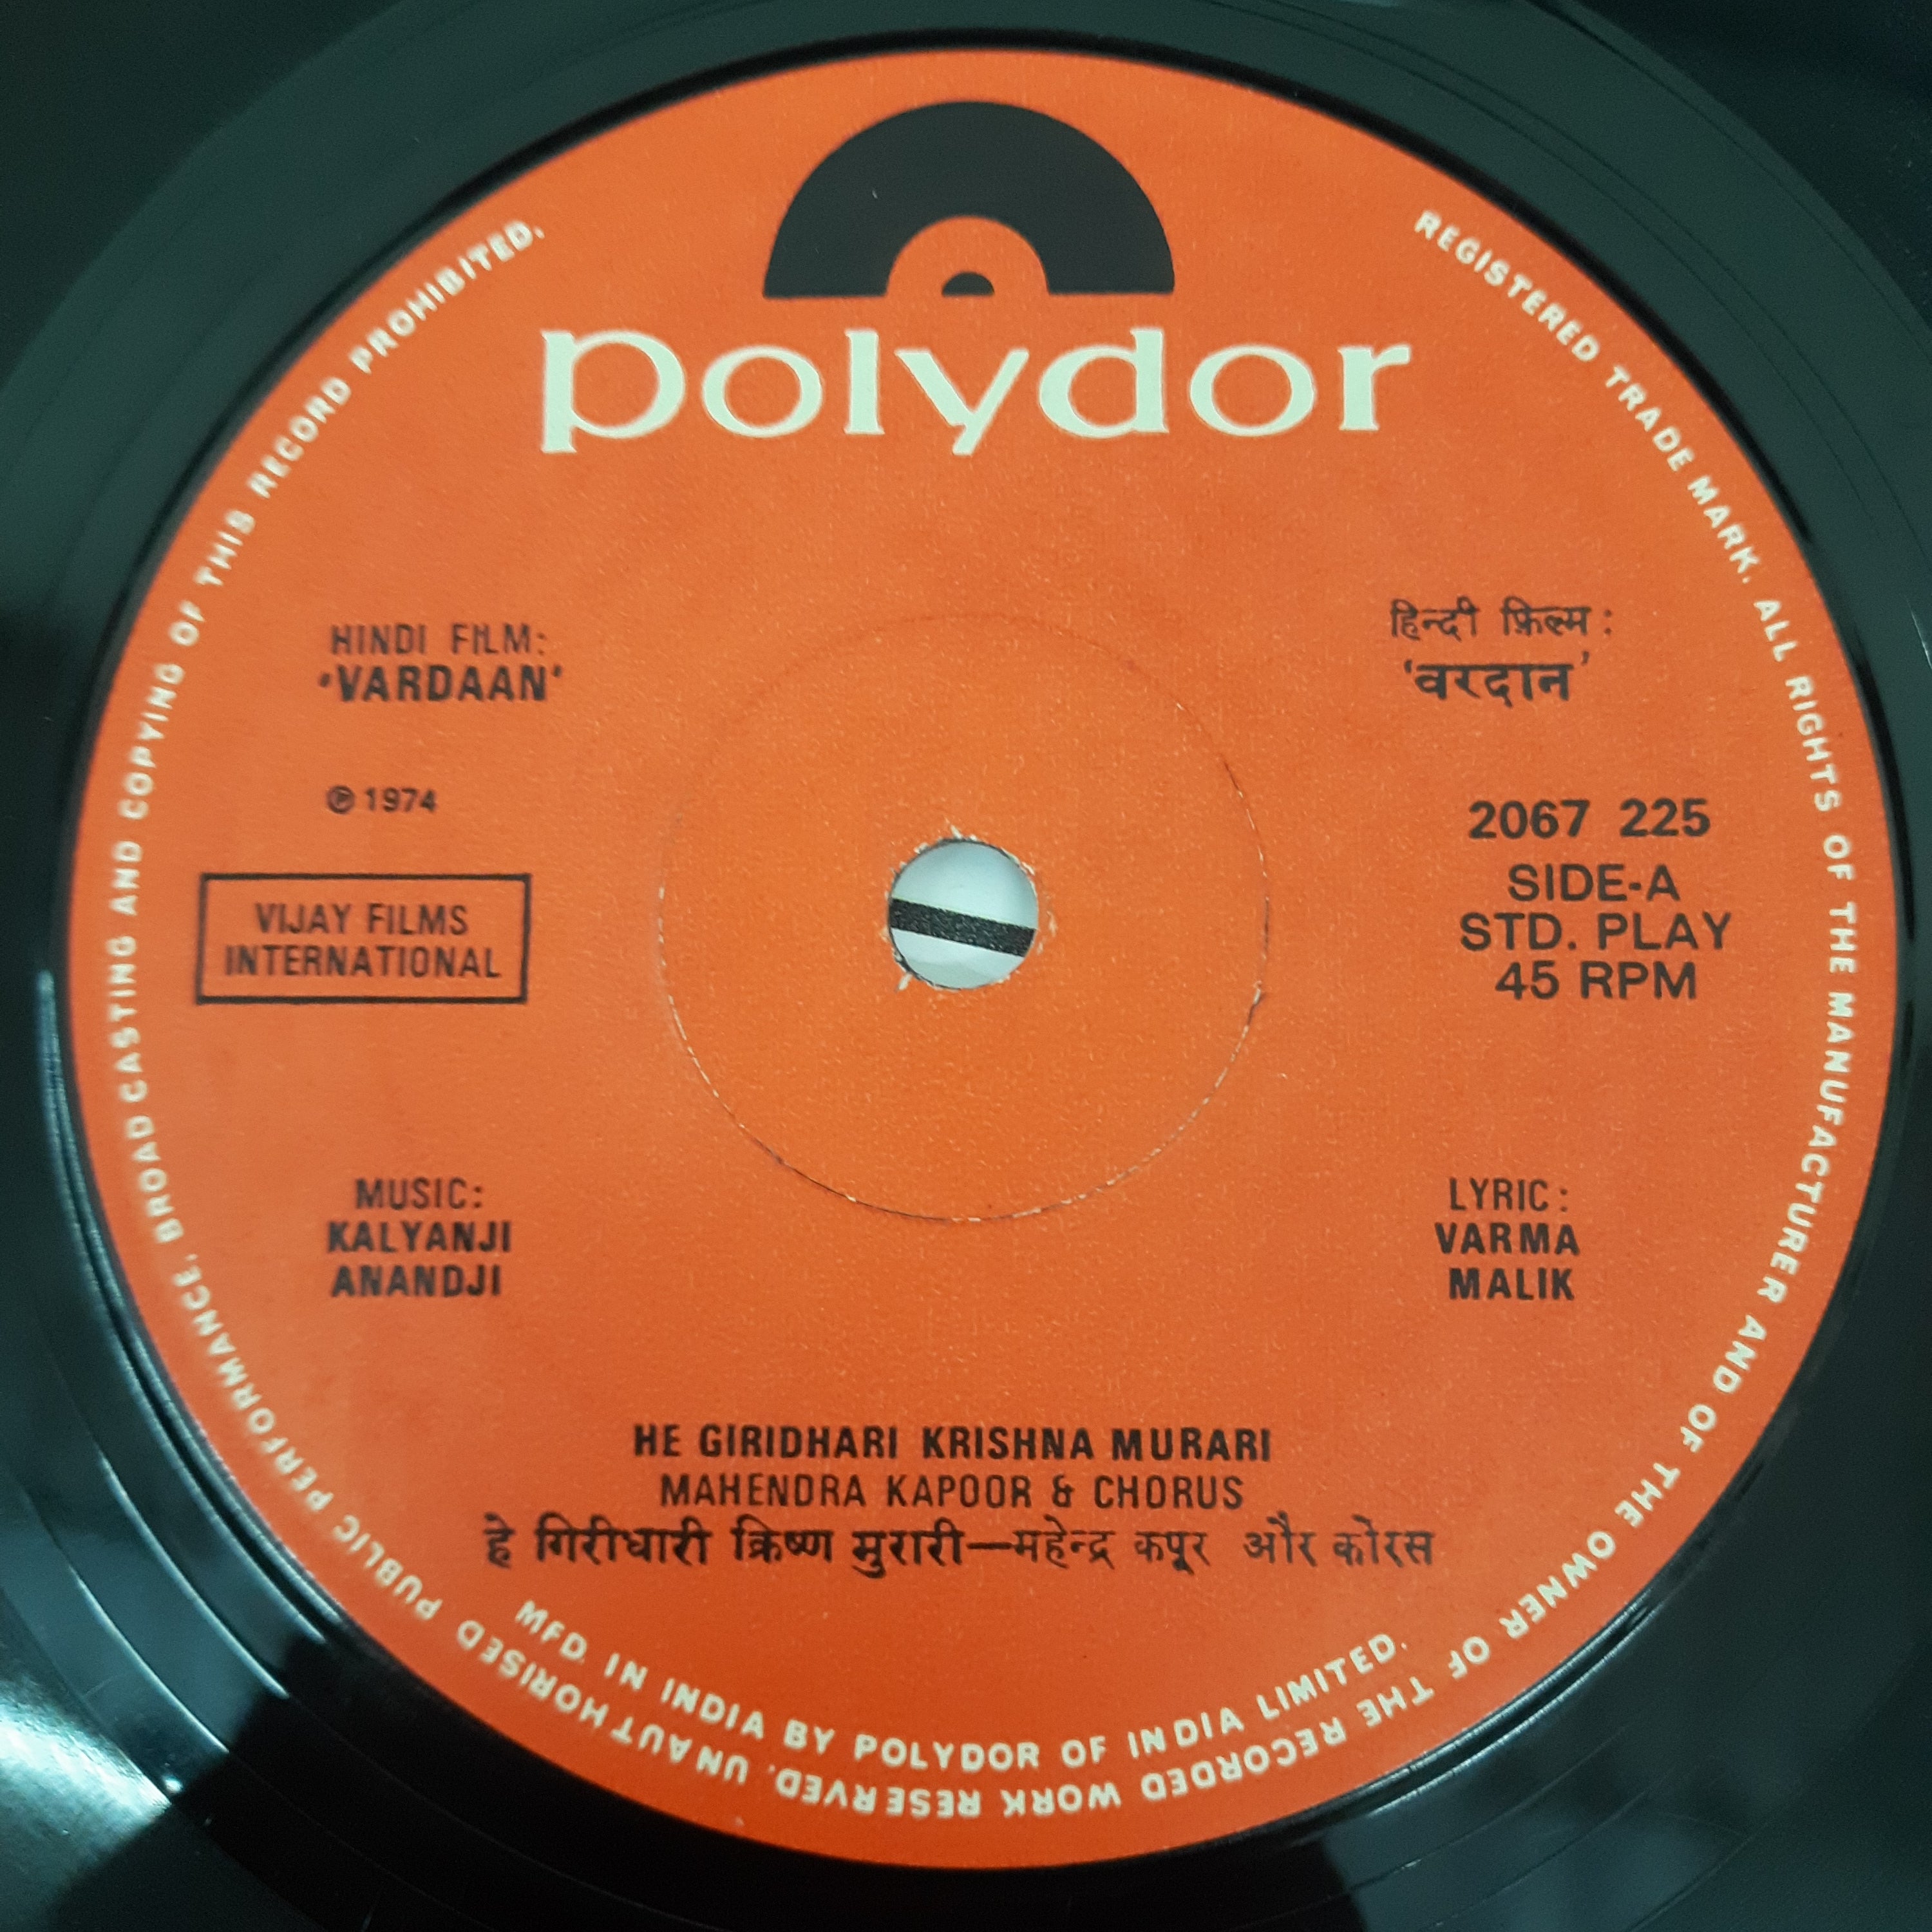 polydor
REGISTERED TRADE MARK. ALL RIGHTS OF THE MANUFACTURER AND OF THE OWNER OF THE RECORDED WORK RESERVED. UNAUTHORISED PUBLIC PERFORMANCE, BROADCASTING AND COPYING OF THIS RECORD PROHIBITED.
HINDI FILM:
'VARDAAN'
हिन्दी फ़िल्म :
'वरदान'
℗ 1974
VIJAY FILMS
INTERNATIONAL
2067 225
SIDE-A
STD. PLAY
45 RPM
MUSIC:
KALYANJI
ANANDJI
LYRIC :
VARMA
MALIK
HE GIRIDHARI KRISHNA MURARI
MAHENDRA KAPOOR & CHORUS
हे गिरीधारी क्रिष्ण मुरारी—महेन्द्र कपूर और कोरस
MFD. IN INDIA BY POLYDOR OF INDIA LIMITED.